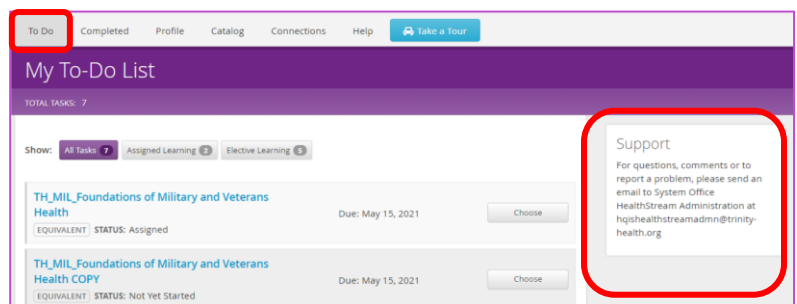 To Do Completed Profile Catalog Connections Help Take a Tour
My To-Do List
TOTAL TASKS: 7
Show: All Tasks 7 Assigned Learning 2 Elective Learning 5
TH_MIL_Foundations of Military and Veterans
Health
EQUIVALENT STATUS: Assigned
Due: May 15, 2021
Choose
TH_MIL_Foundations of Military and Veterans
Health COPY
EQUIVALENT STATUS: Not Yet Started
Due: May 15, 2021
Choose
Support
For questions, comments or to
report a problem, please send an
email to System Office
HealthStream Administration at
hqishealthstreamadmn@trinity-
health.org